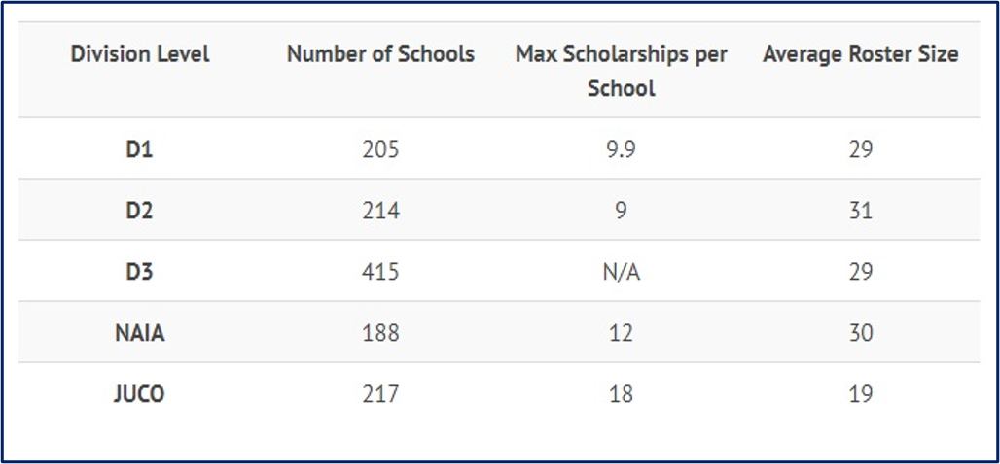 Division Level Number of Schools Max Scholarships per School Average Roster Size
D1 205 9.9 29
D2 214 9 31
D3 415 N/A 29
NAIA 188 12 30
JUCO 217 18 19